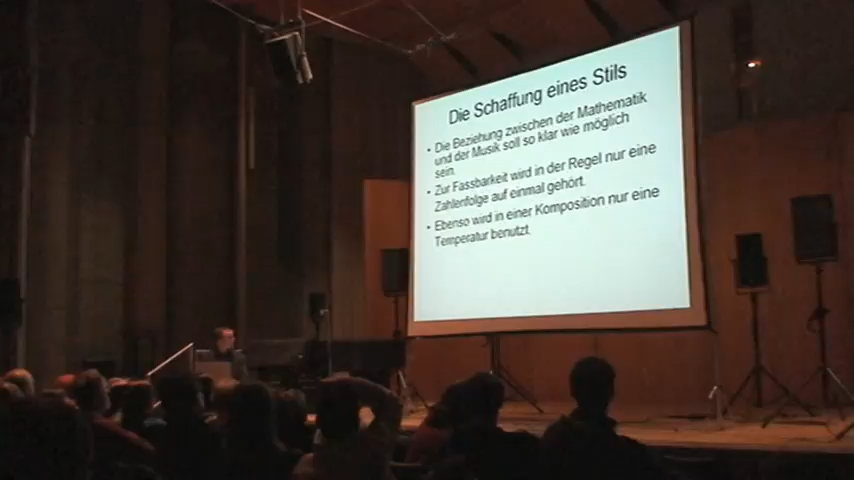 Die Schaffung eines Stils
• Die Beziehung zwischen der Mathematik
und der Musik soll so klar wie möglich
sein.
• Zur Fassbarkeit wird in der Regel nur eine
Zahlenfolge auf einmal gehört.
• Ebenso wird in einer Komposition nur eine
Temperatur benutzt.